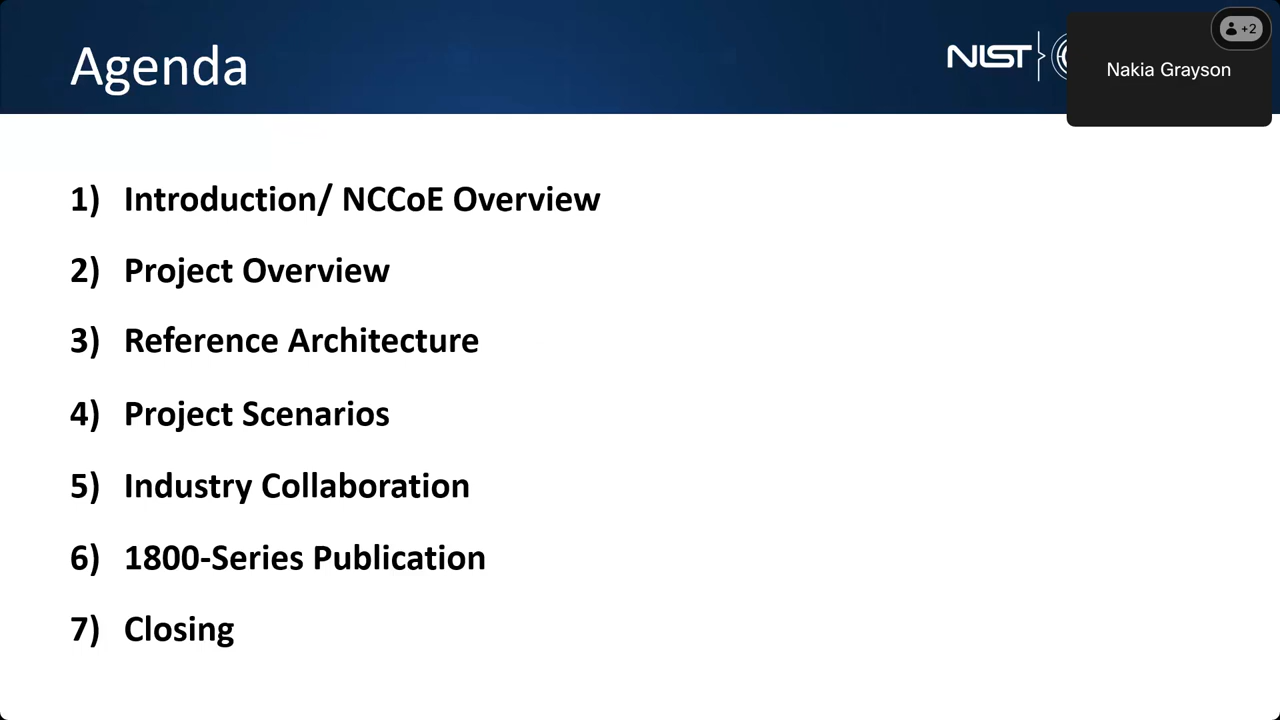 Agenda
NIST
+2
Nakia Grayson
1) Introduction/ NCCoE Overview
2) Project Overview
3) Reference Architecture
4) Project Scenarios
5) Industry Collaboration
6) 1800-Series Publication
7) Closing